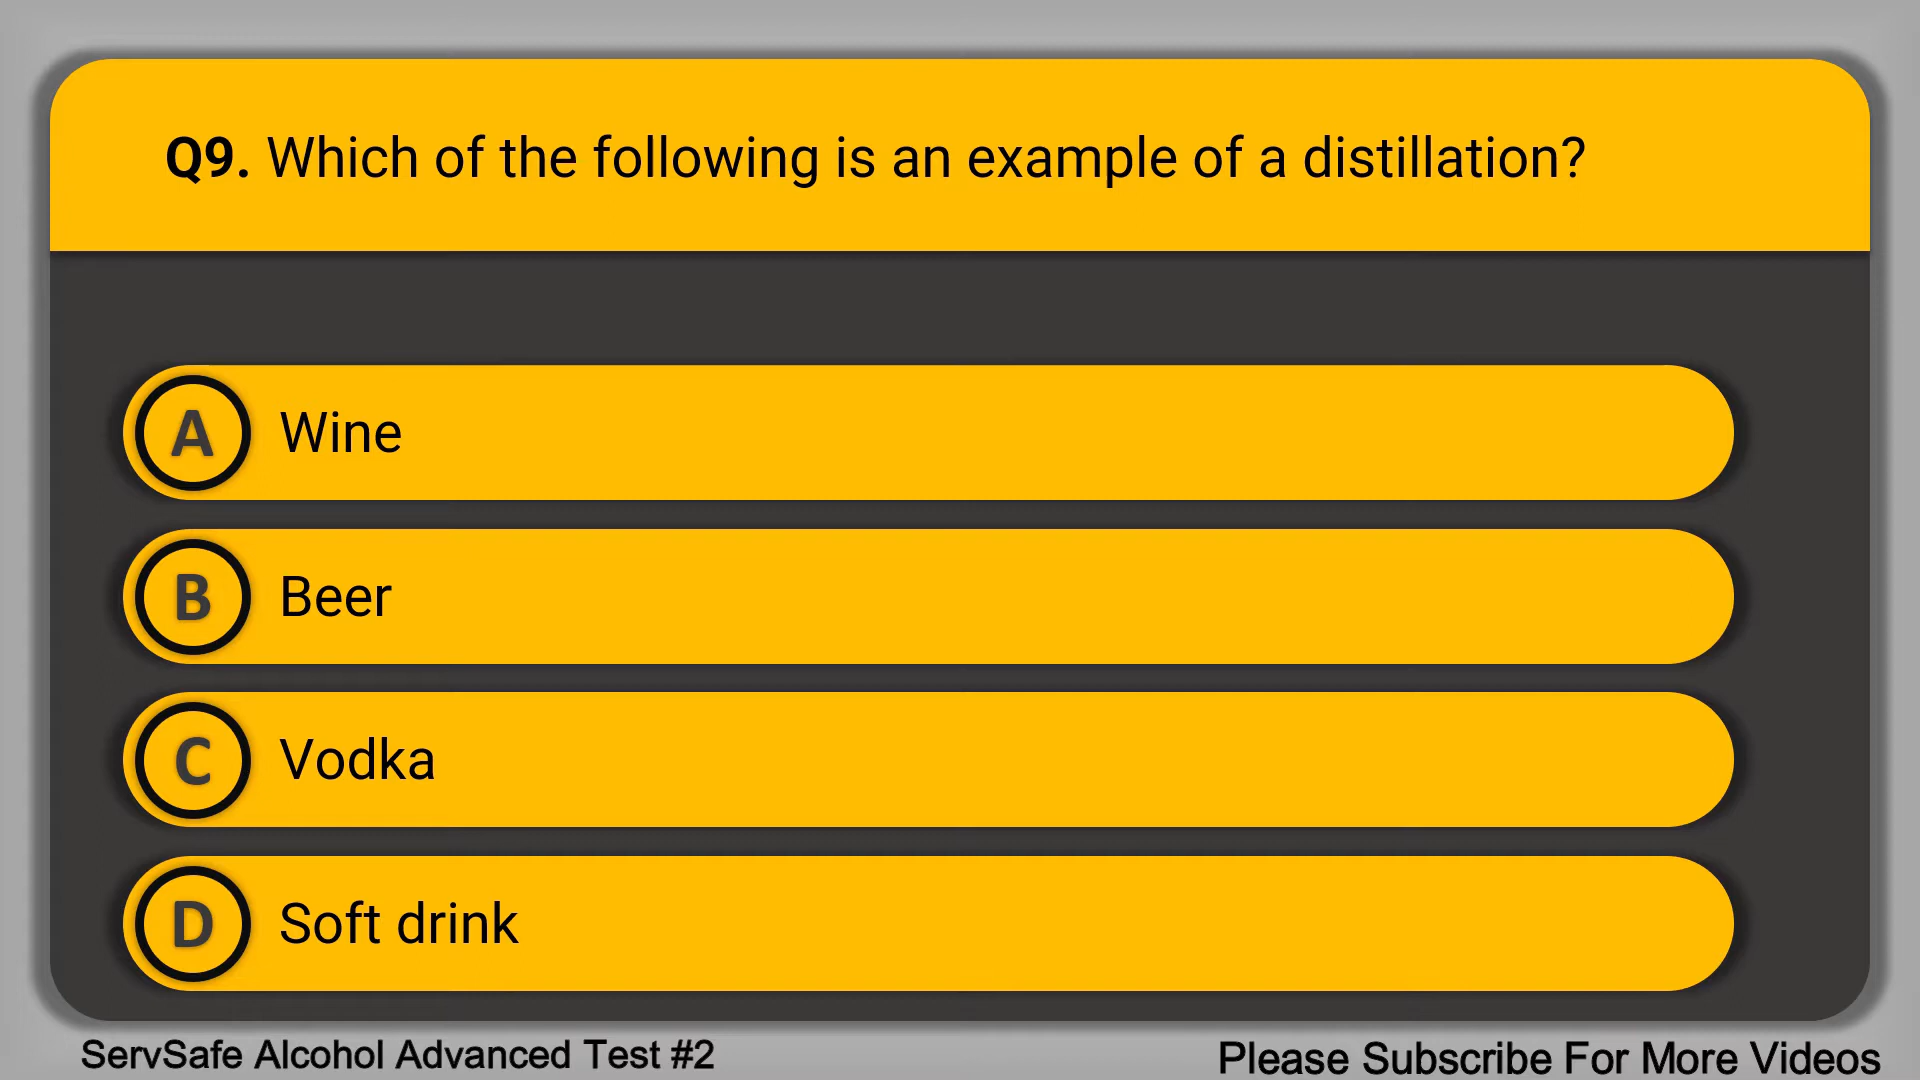 Q9. Which of the following is an example of a distillation?
A Wine
B Beer
C Vodka
D Soft drink
ServSafe Alcohol Advanced Test #2
Please Subscribe For More Videos